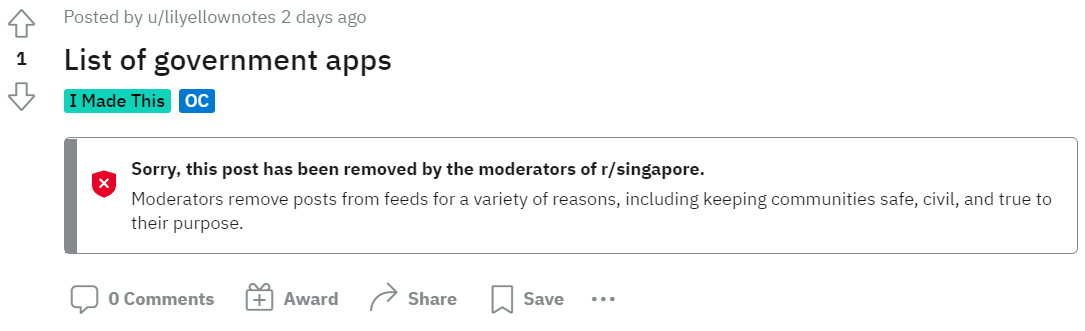 Posted by u/lilyellownotes 2 days ago
1
List of government apps
I Made This OC
Sorry, this post has been removed by the moderators of r/singapore.
Moderators remove posts from feeds for a variety of reasons, including keeping communities safe, civil, and true to
their purpose.
0 Comments Award Share Save